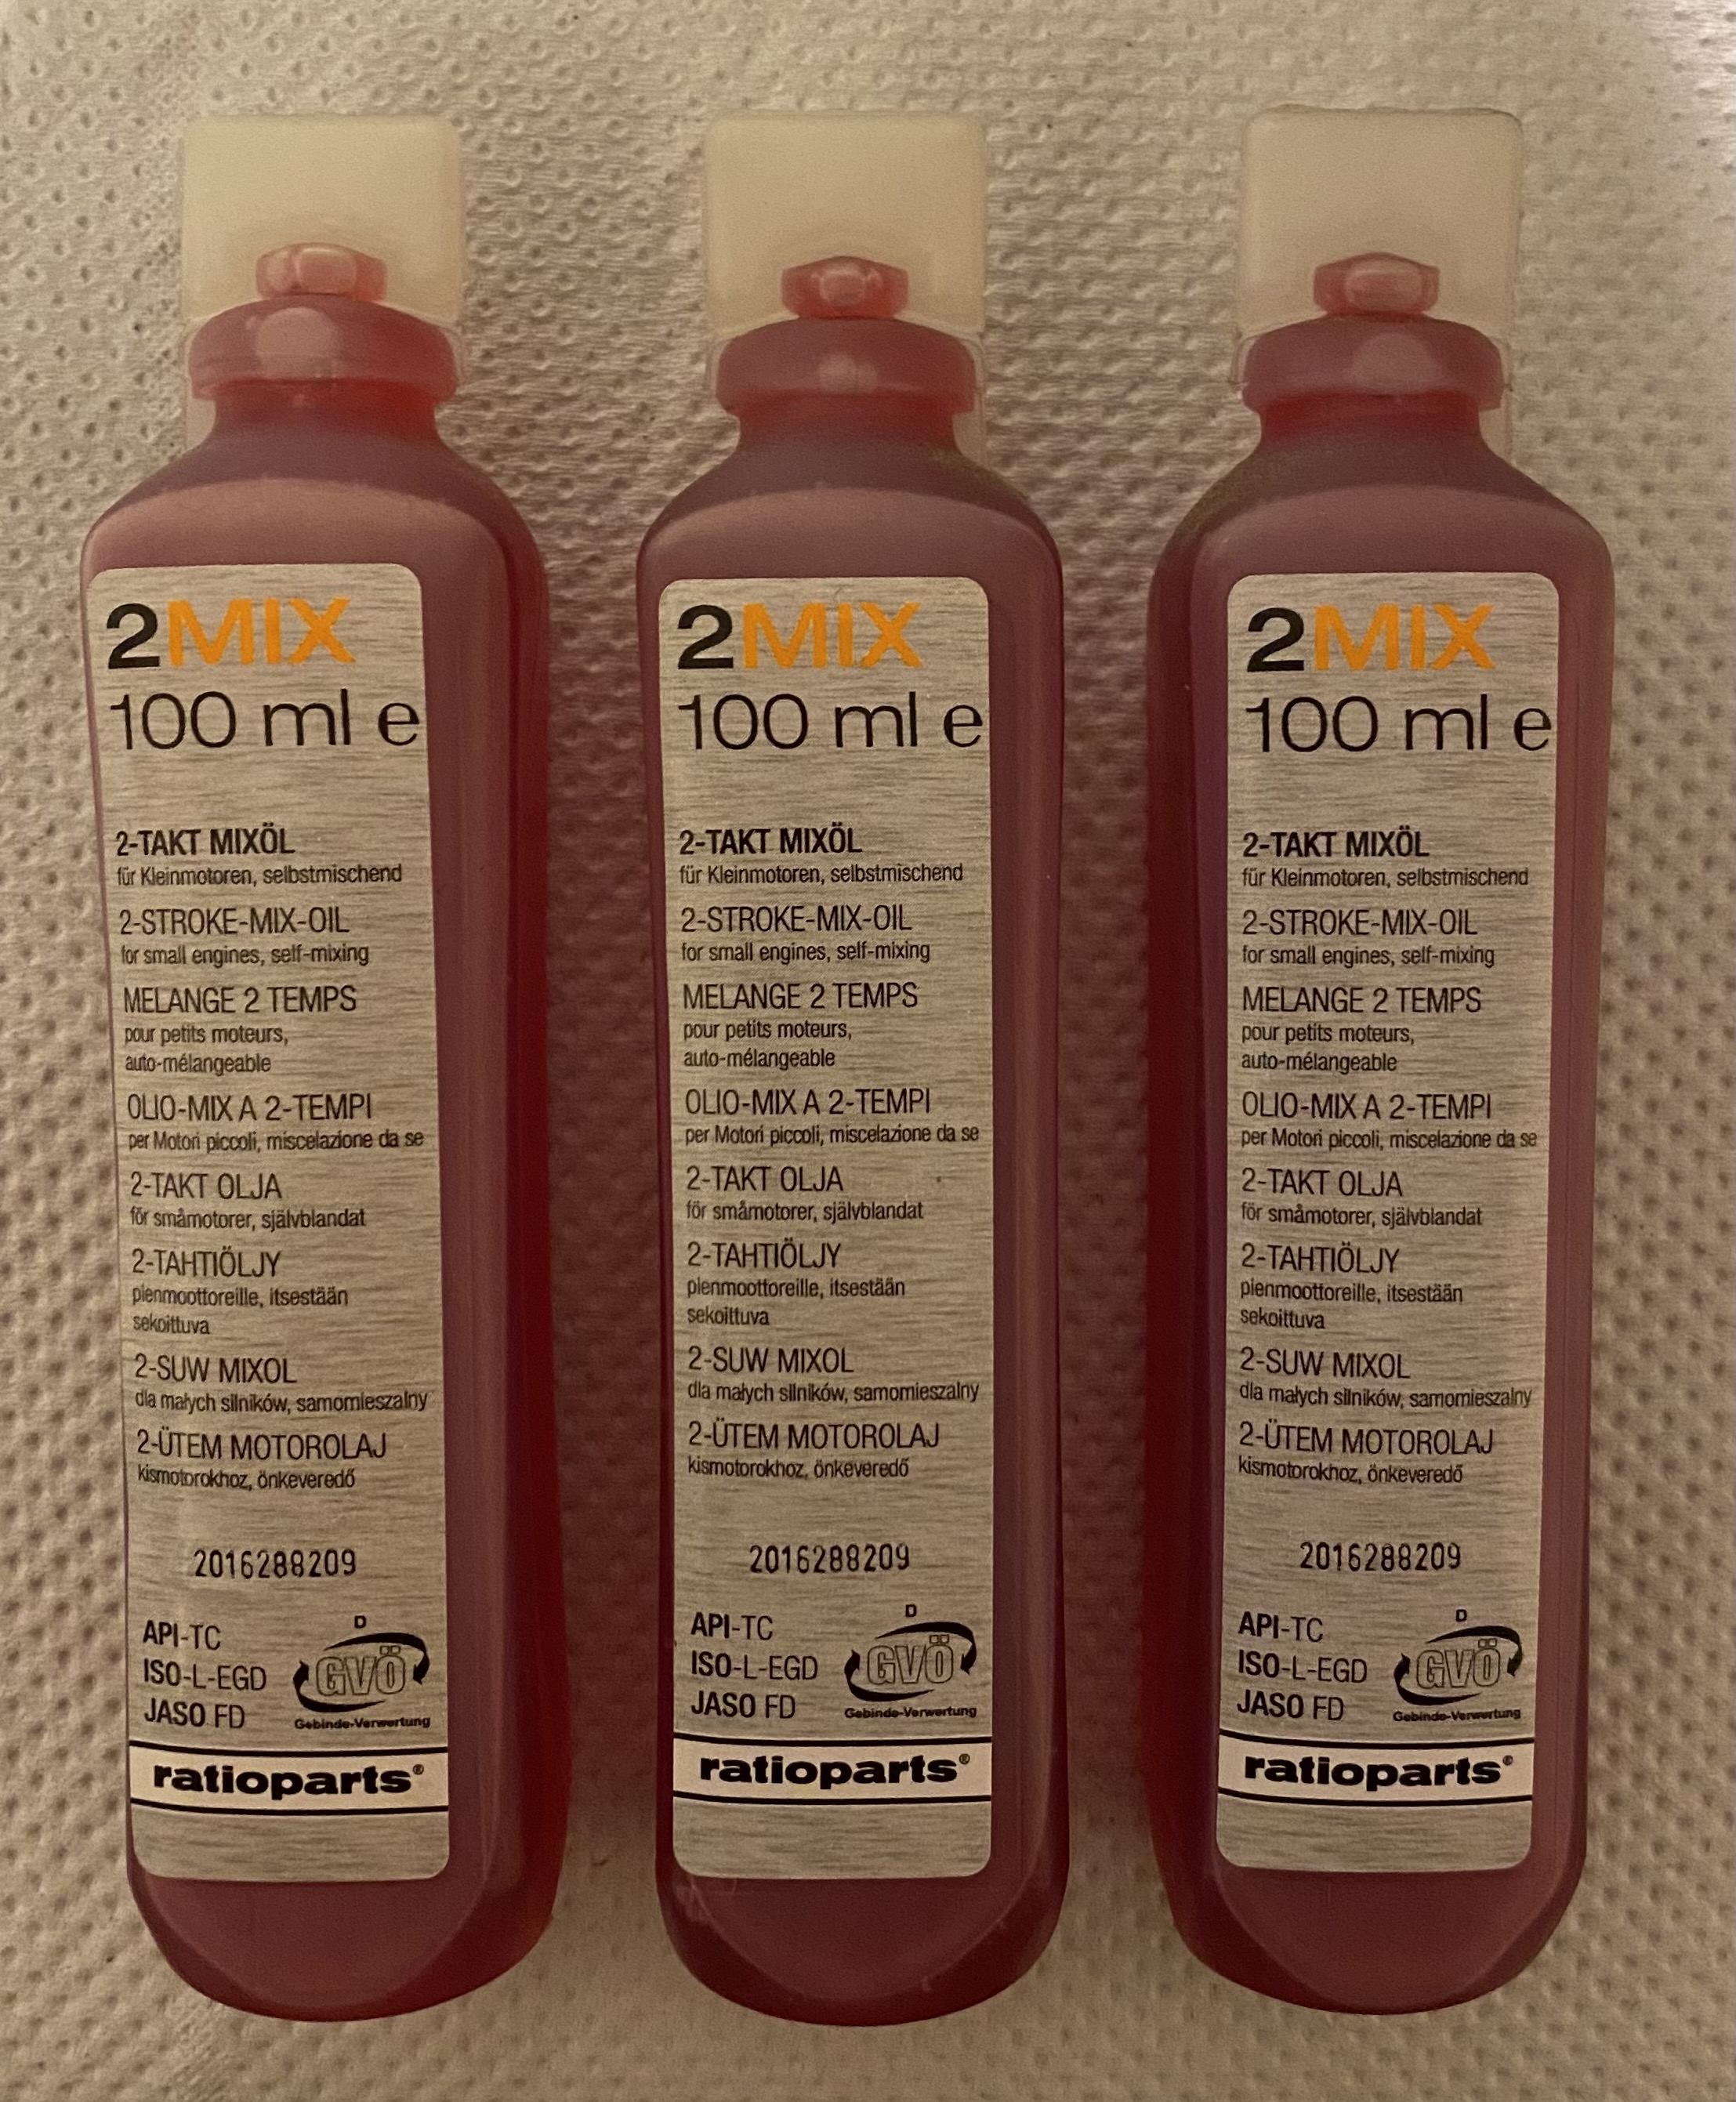 2MIX
100 ml e
2-TAKT MIXÖL
für Kleinmotoren, selbstmischend
2-STROKE-MIX-OIL
for small engines, self-mixing
MELANGE 2 TEMPS
pour petits moteurs,
auto-mélangeable
OLIO-MIX A 2-TEMPI
per Motori piccoli, miscelazione da se
2-TAKT OLJA
för småmotorer, självblandat
2-TAHTIÖLJY
pienmoottoreille, itsestään
sekoittuva
2-SUW MIXOL
dla małych silników, samomieszalny
2-ÜTEM MOTOROLAJ
kismotorokhoz, önkeveredő
2016288209
API-TC
ISO-L-EGD
JASO FD
D
GVÖ
Gebinde-Verwertung
ratioparts®
2MIX
100 ml e
2-TAKT MIXÖL
für Kleinmotoren, selbstmischend
2-STROKE-MIX-OIL
for small engines, self-mixing
MELANGE 2 TEMPS
pour petits moteurs,
auto-mélangeable
OLIO-MIX A 2-TEMPI
per Motori piccoli, miscelazione da se
2-TAKT OLJA
för småmotorer, självblandat
2-TAHTIÖLJY
pienmoottoreille, itsestään
sekoittuva
2-SUW MIXOL
dla małych silników, samomieszalny
2-ÜTEM MOTOROLAJ
kismotorokhoz, önkeveredő
2016288209
API-TC
ISO-L-EGD
JASO FD
D
GVÖ
Gebinde-Verwertung
ratioparts®
2MIX
100 ml e
2-TAKT MIXÖL
für Kleinmotoren, selbstmischend
2-STROKE-MIX-OIL
for small engines, self-mixing
MELANGE 2 TEMPS
pour petits moteurs,
auto-mélangeable
OLIO-MIX A 2-TEMPI
per Motori piccoli, miscelazione da se
2-TAKT OLJA
för småmotorer, självblandat
2-TAHTIÖLJY
pienmoottoreille, itsestään
sekoittuva
2-SUW MIXOL
dla małych silników, samomieszalny
2-ÜTEM MOTOROLAJ
kismotorokhoz, önkeveredő
2016288209
API-TC
ISO-L-EGD
JASO FD
D
GVÖ
Gebinde-Verwertung
ratioparts®